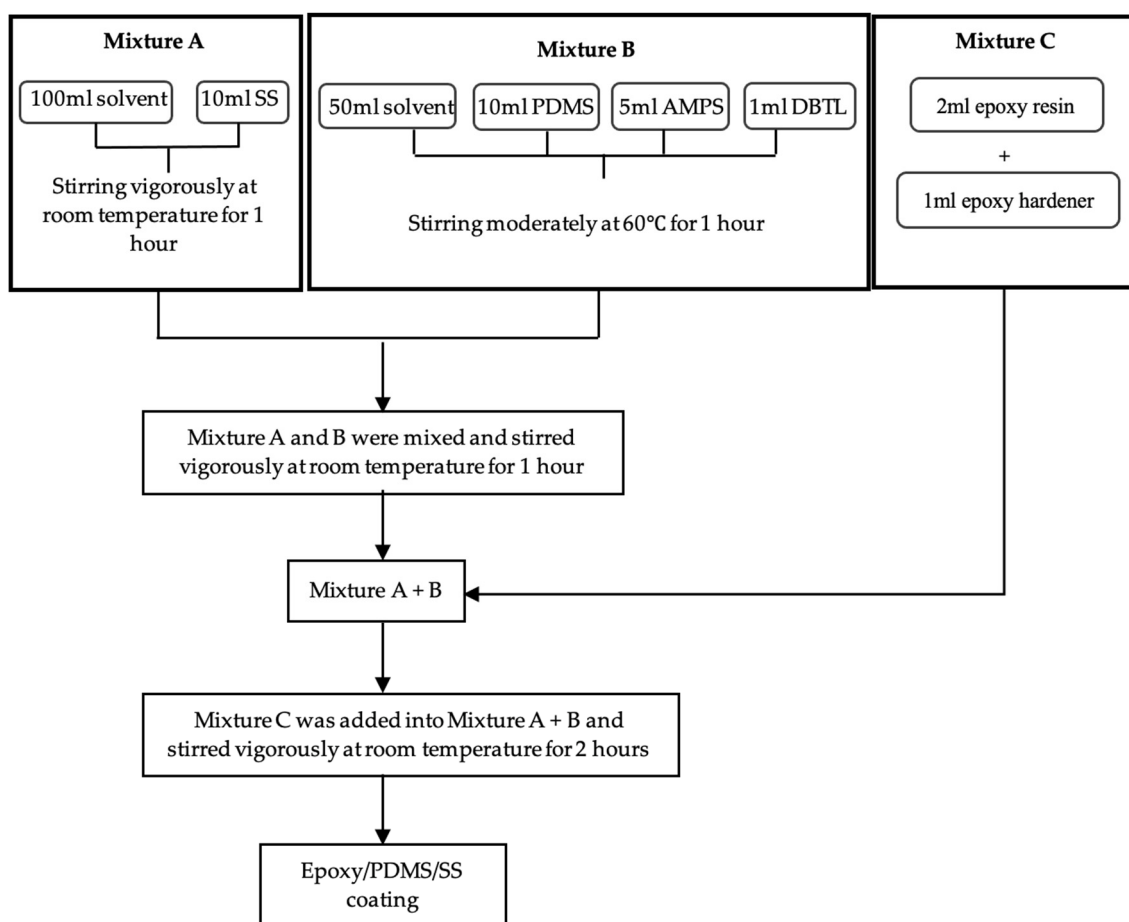 Mixture A
100ml solvent
10ml SS
Stirring vigorously at
room temperature for 1
hour
Mixture B
50ml solvent
10ml PDMS
5ml AMPS
1ml DBTL
Stirring moderately at 60℃ for 1 hour
Mixture C
2ml epoxy resin
+
1ml epoxy hardener
Mixture A and B were mixed and stirred
vigorously at room temperature for 1 hour
Mixture A + B
Mixture C was added into Mixture A + B and
stirred vigorously at room temperature for 2 hours
Epoxy/PDMS/SS
coating